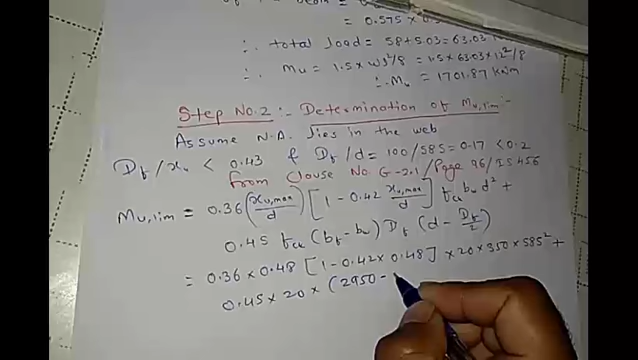 = 0.575 × 0.
∴ total load = 58 + 5.03 = 63.03
∴ Mu = 1.5 × wl²/8 = 1.5 × 63.03 × 12²/8
∴ Mu = 1701.87 kNm
Step No.2 :- Determination of Mu,lim :-
Assume N.A. lies in the web
Df/xu < 0.43 & Df/d = 100/585 = 0.17 < 0.2
from Clause No. G-2.1/Page 96/IS 456
Mu,lim = 0.36 (xu,max/d) [1 - 0.42 xu,max/d] fck bw d² +
0.45 fck (bf - bw) Df (d - Df/2)
= 0.36 × 0.48 [1 - 0.42 × 0.48] × 20 × 350 × 585² +
0.45 × 20 × (2950 -